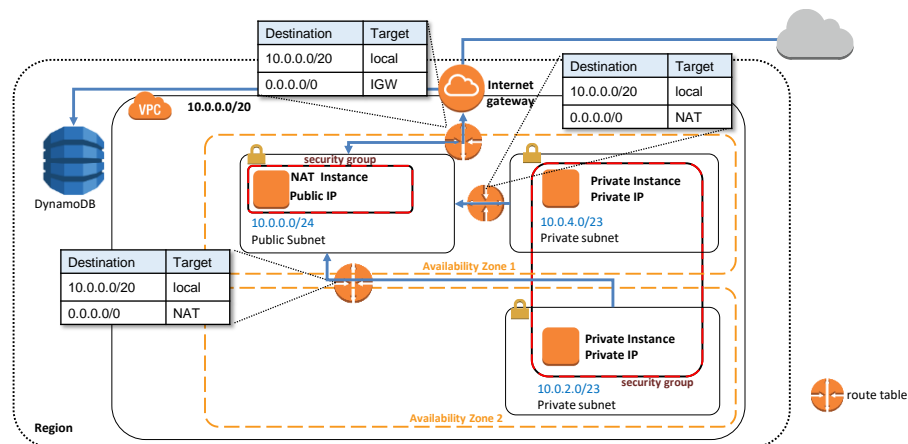 Destination Target
10.0.0.0/20 local
0.0.0.0/0 IGW
Destination Target
10.0.0.0/20 local
0.0.0.0/0 NAT
Internet
gateway
VPC
10.0.0.0/20
DynamoDB
security group
NAT Instance
Public IP
10.0.0.0/24
Public Subnet
Private Instance
Private IP
10.0.4.0/23
Private subnet
Availability Zone 1
Destination Target
10.0.0.0/20 local
0.0.0.0/0 NAT
Private Instance
Private IP
security group
10.0.2.0/23
Private subnet
Availability Zone 2
Region
route table